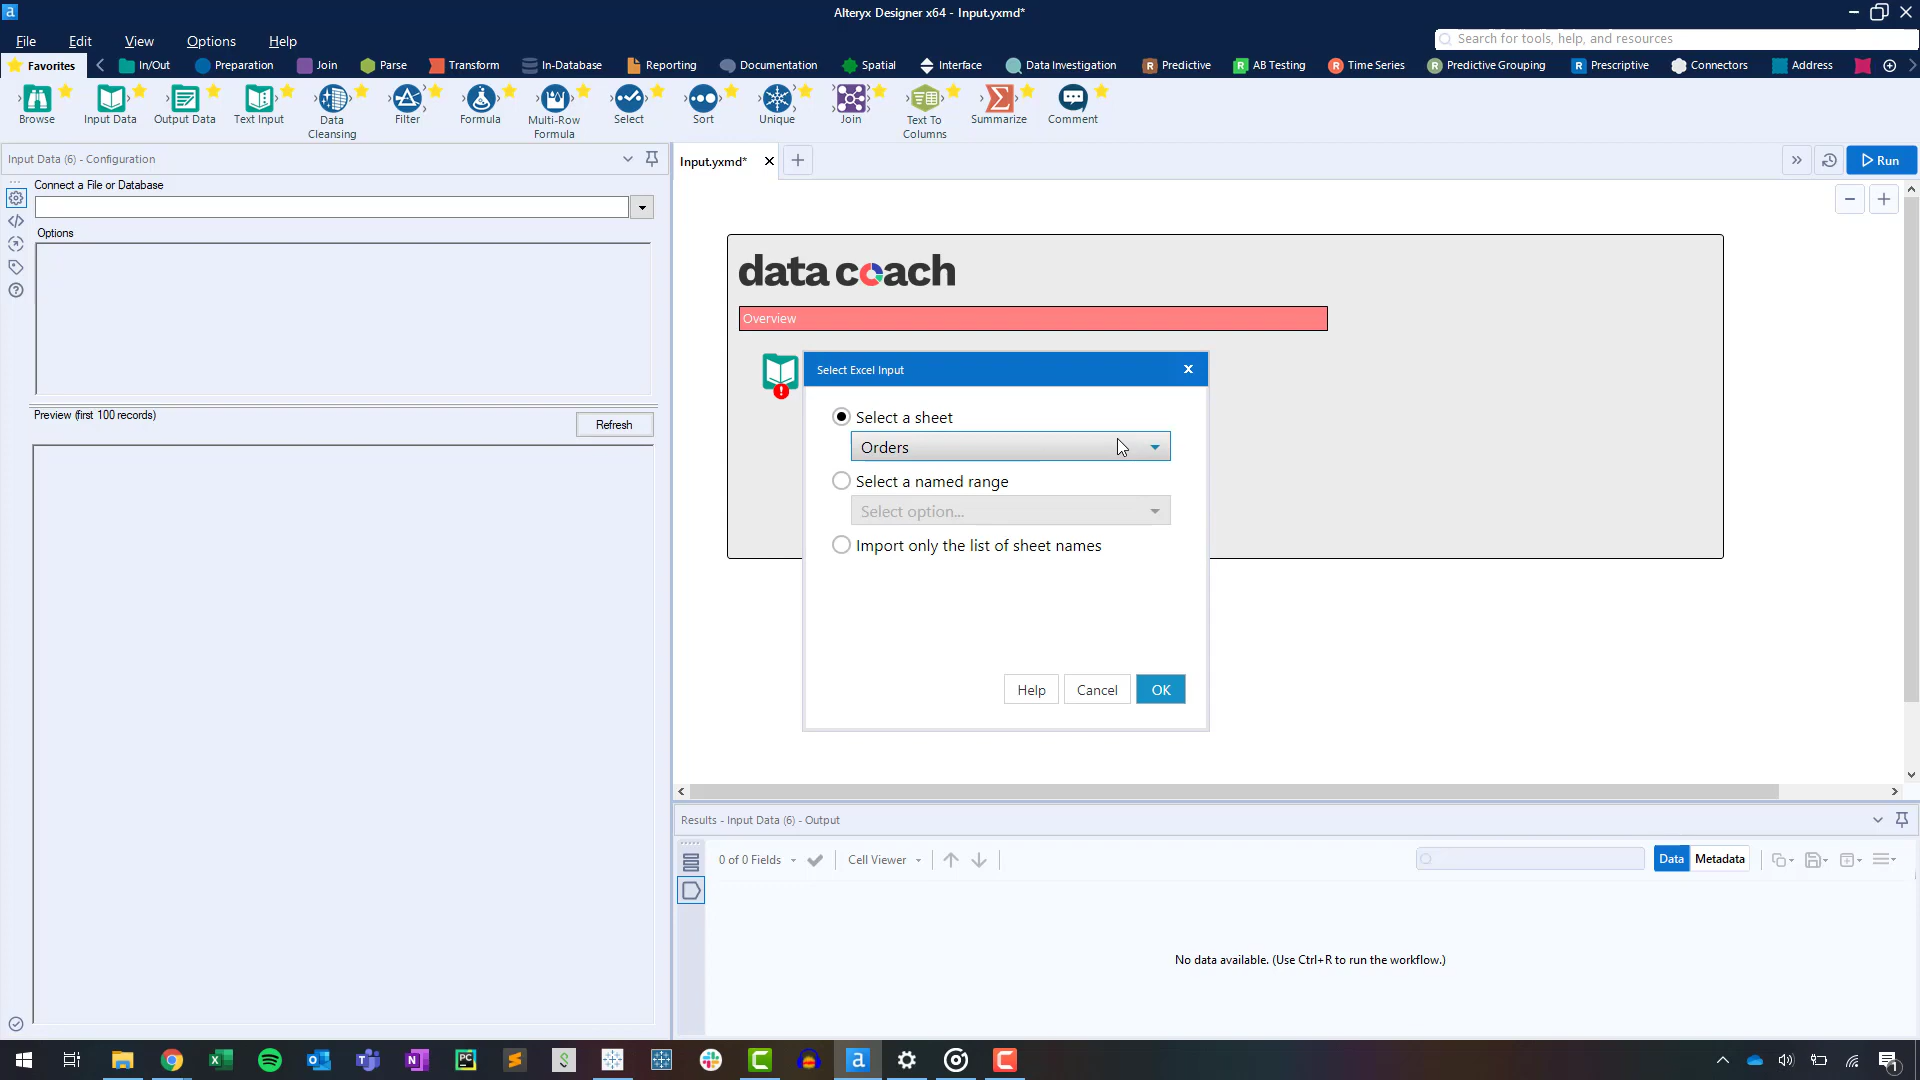 Alteryx Designer x64 - Input.yxmd*
File Edit View Options Help
Search for tools, help, and resources
Favorites In/Out Preparation Join Parse Transform In-Database Reporting Documentation Spatial Interface Data Investigation Predictive AB Testing Time Series Predictive Grouping Prescriptive Connectors Address
Browse Input Data Output Data Text Input Data Cleansing Filter Formula Multi-Row Formula Select Sort Unique Join Text To Columns Summarize Comment
Input Data (6) - Configuration
Input.yxmd*
Run
Connect a File or Database
Options
Preview (first 100 records)
Refresh
data coach
Overview
Select Excel Input
Select a sheet
Orders
Select a named range
Select option...
Import only the list of sheet names
Help Cancel OK
Results - Input Data (6) - Output
0 of 0 Fields Cell Viewer Data Metadata
No data available. (Use Ctrl+R to run the workflow.)